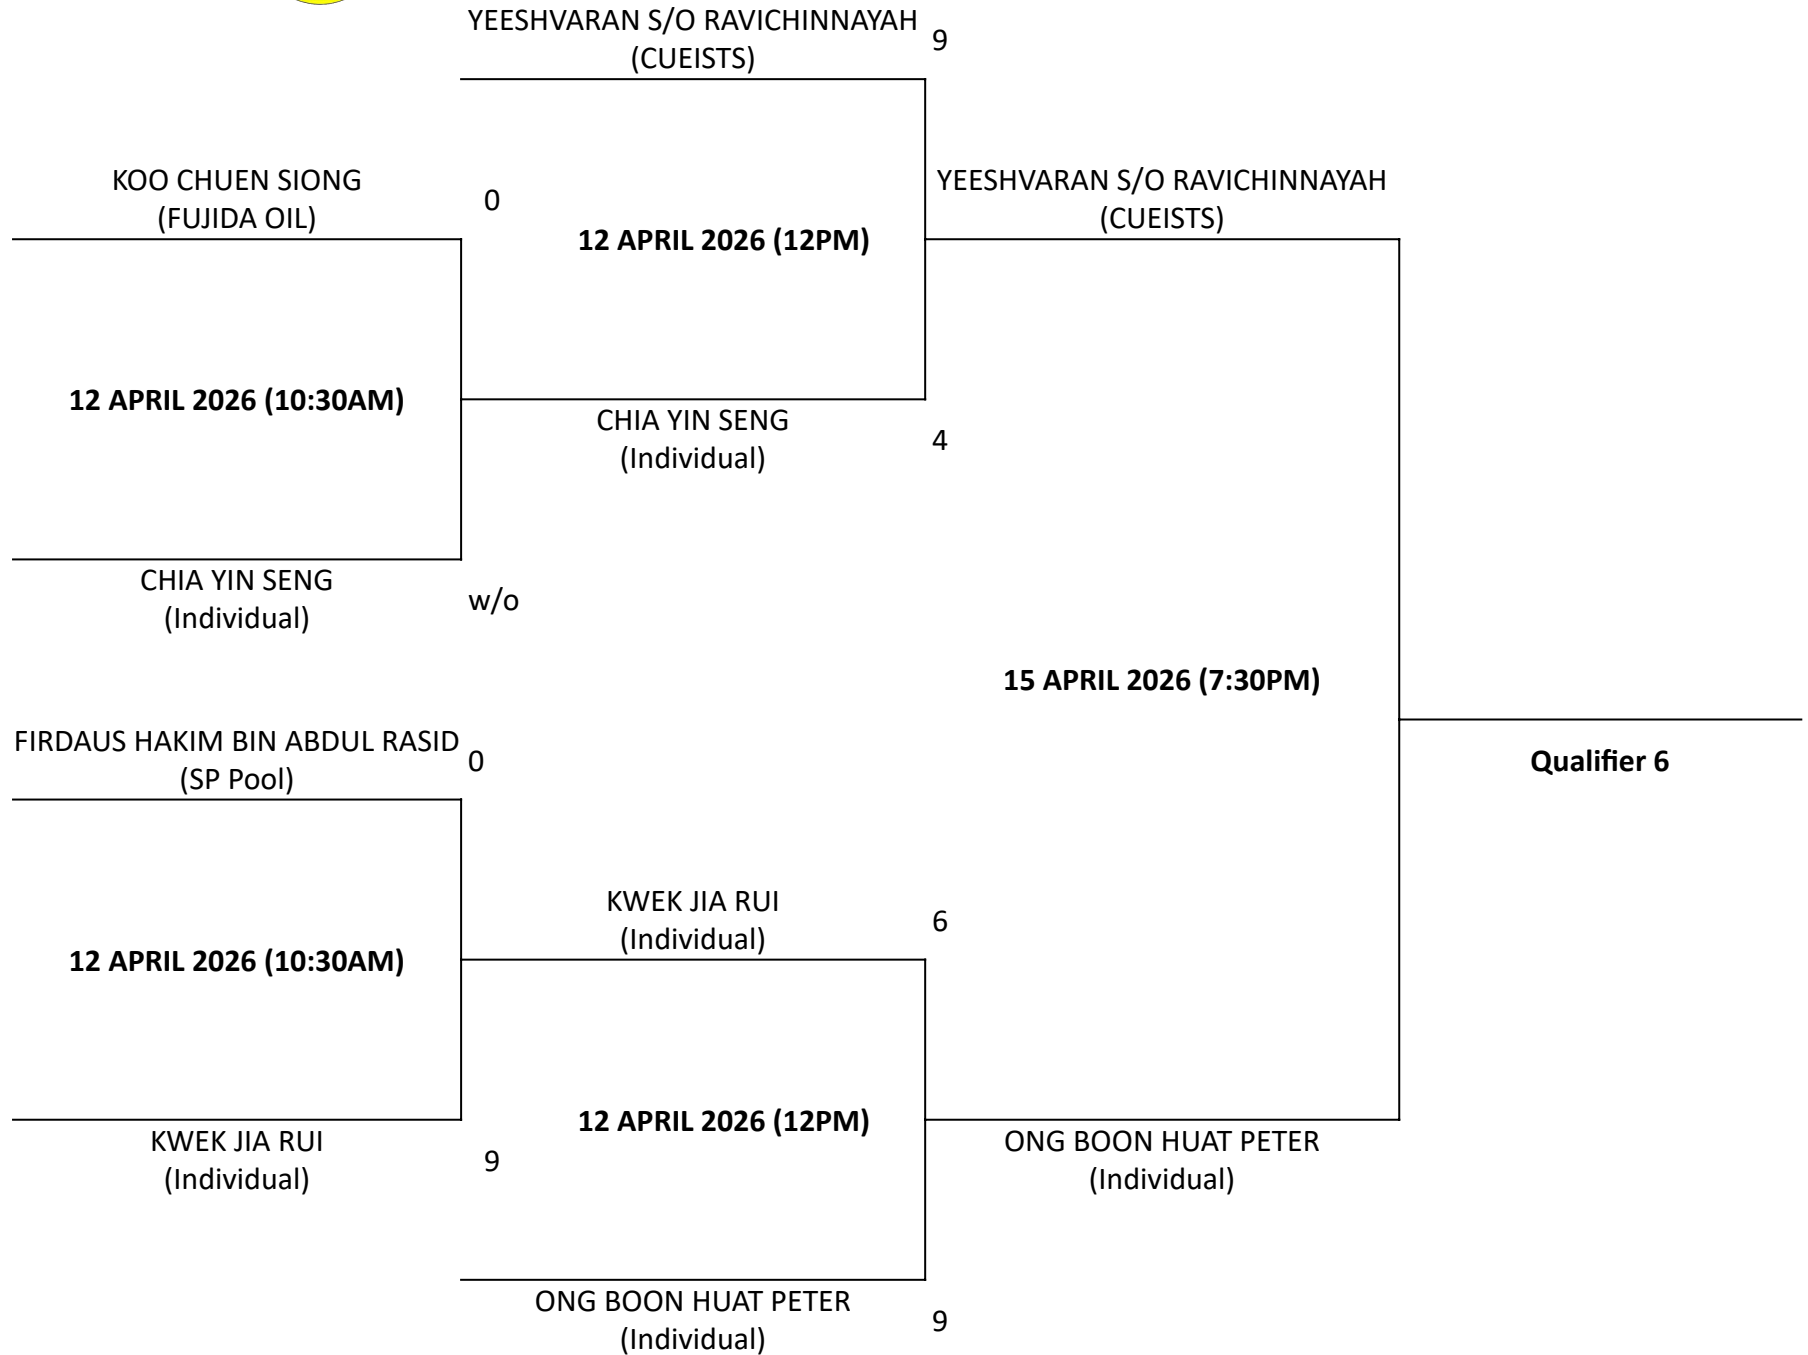 YEESHVARAN S/O RAVICHINNAYAH
(CUEISTS)
9
KOO CHUEN SIONG
(FUJIDA OIL)
0
12 APRIL 2026 (12PM)
YEESHVARAN S/O RAVICHINNAYAH
(CUEISTS)
12 APRIL 2026 (10:30AM)
CHIA YIN SENG
(Individual)
4
CHIA YIN SENG
(Individual)
w/o
15 APRIL 2026 (7:30PM)
FIRDAUS HAKIM BIN ABDUL RASID
(SP Pool)
0
Qualifier 6
KWEK JIA RUI
(Individual)
6
12 APRIL 2026 (10:30AM)
KWEK JIA RUI
(Individual)
9
12 APRIL 2026 (12PM)
ONG BOON HUAT PETER
(Individual)
ONG BOON HUAT PETER
(Individual)
9